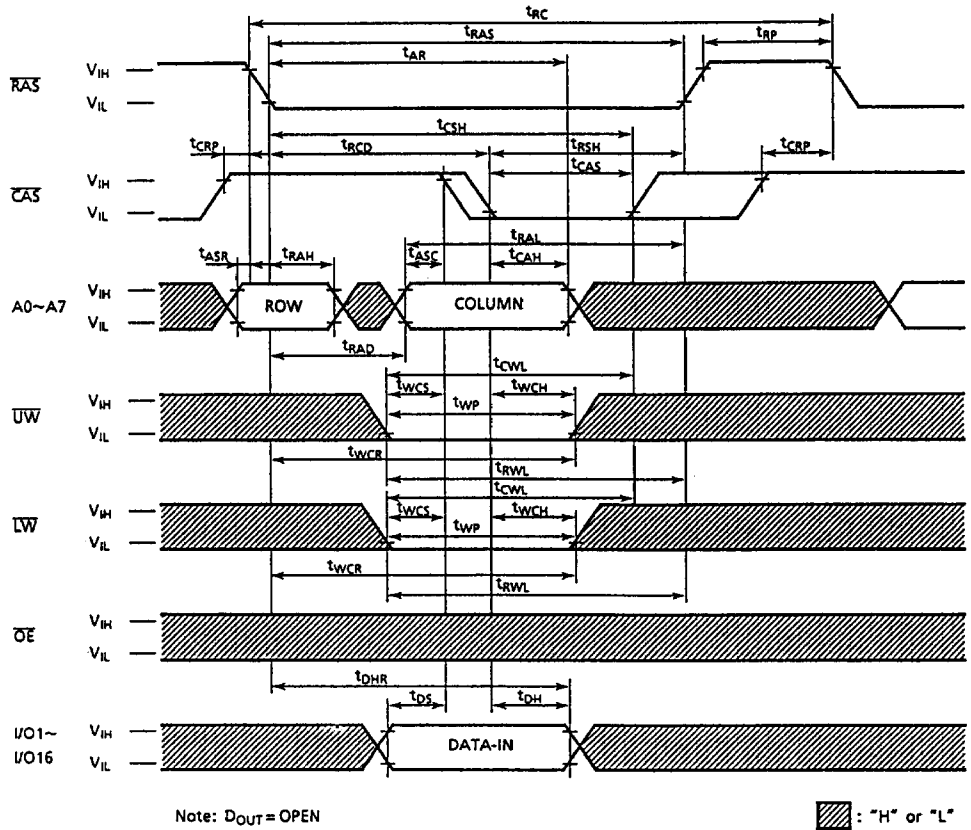 tRC
tRAS
tRP
tAR
RAS
VIH
VIL
tCSH
tCRP
tRCD
tRSH
tCRP
tCAS
CAS
VIH
VIL
tRAL
tASR
tRAH
tASC
tCAH
A0~A7
VIH
VIL
ROW
COLUMN
tRAD
tCWL
tWCS
tWCH
tWP
UW
VIH
VIL
tWCR
tRWL
tCWL
tWCS
tWCH
tWP
LW
VIH
VIL
tWCR
tRWL
OE
VIH
VIL
tDHR
tDS
tDH
I/O1~
I/O16
VIH
VIL
DATA-IN
Note: DOUT = OPEN
: "H" or "L"